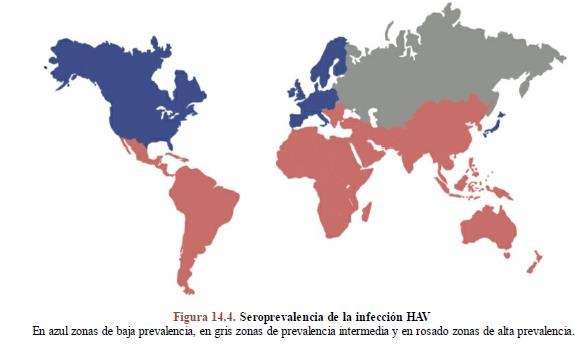 Figura 14.4. Seroprevalencia de la infección HAV
En azul zonas de baja prevalencia, en gris zonas de prevalencia intermedia y en rosado zonas de alta prevalencia.